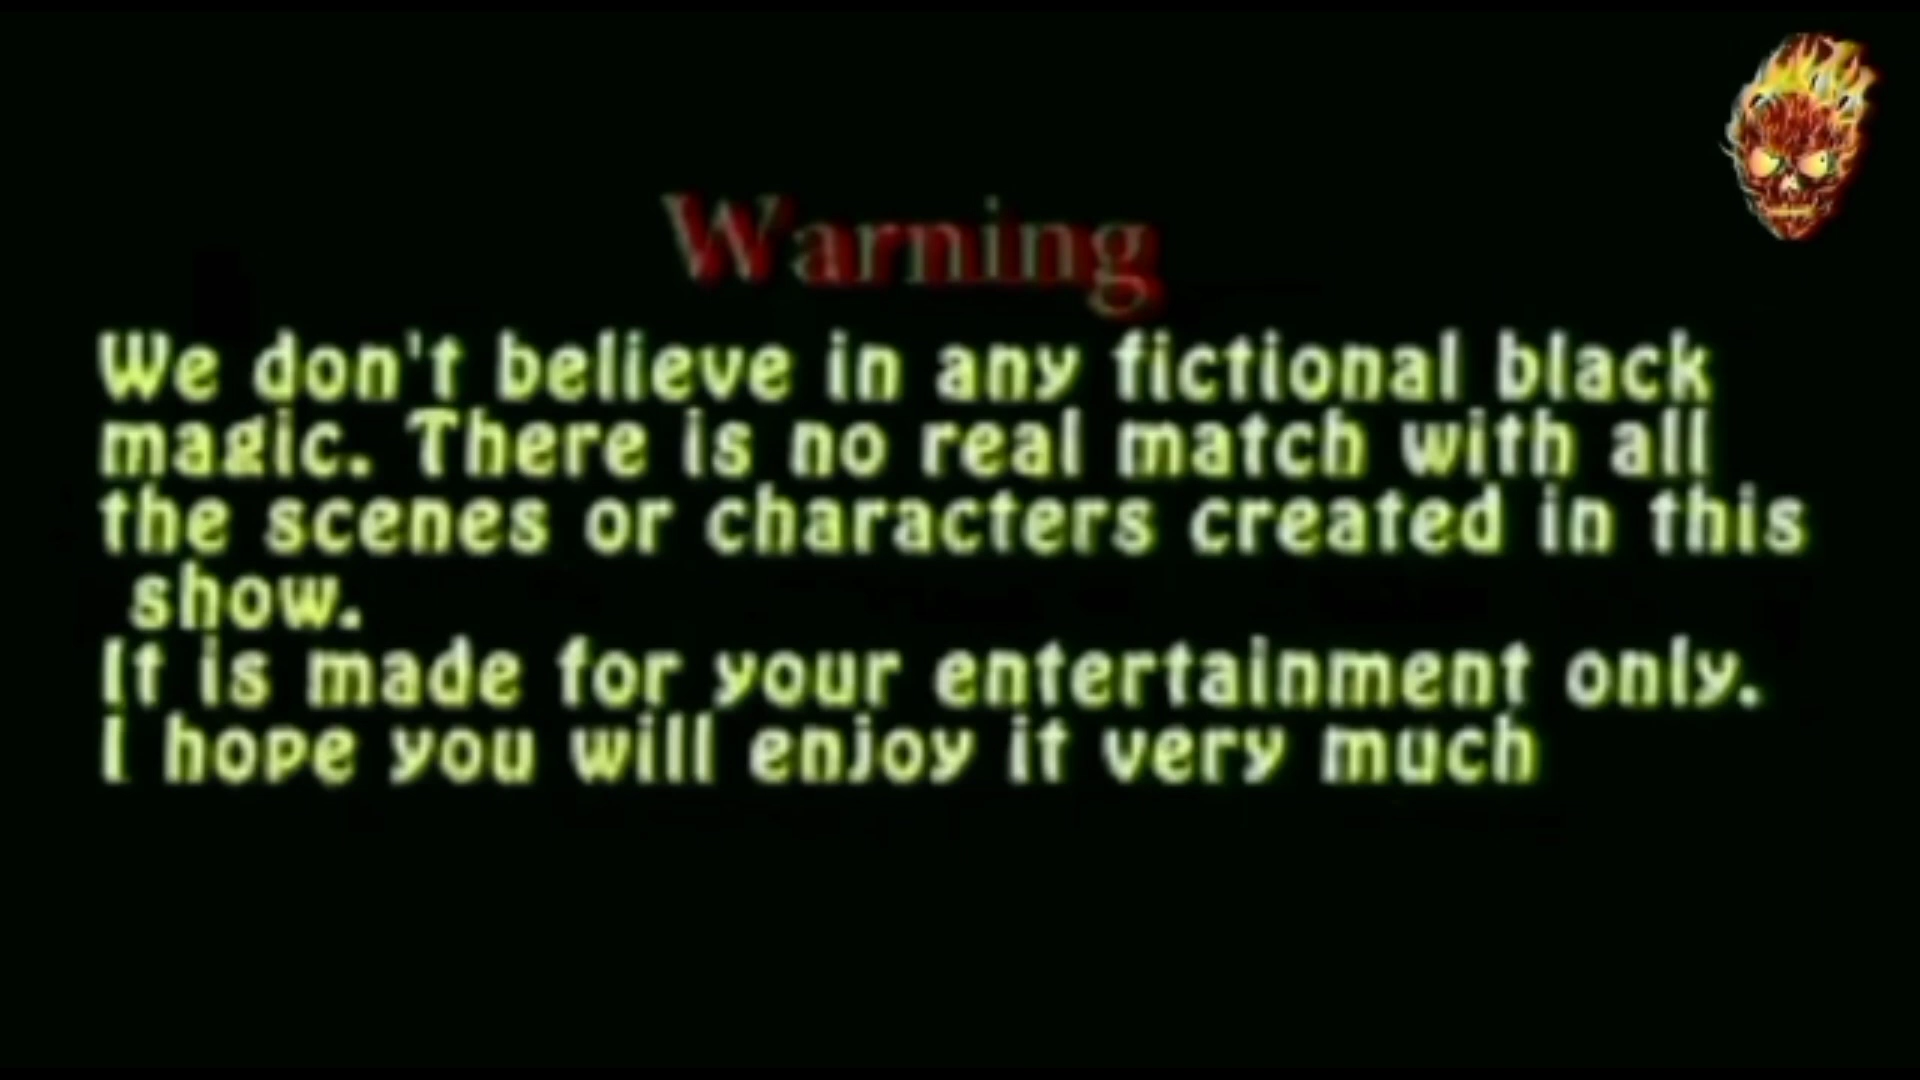 Warning
We don't believe in any fictional black
magic. There is no real match with all
the scenes or characters created in this
show.
It is made for your entertainment only.
I hope you will enjoy it very much